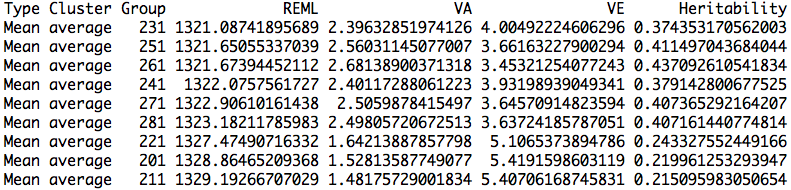 Type Cluster Group REML VA VE Heritability
Mean average 231 1321.08741895689 2.39632851974126 4.00492224606296 0.374353170562003
Mean average 251 1321.65055337039 2.56031145077007 3.66163227900294 0.411497043684044
Mean average 261 1321.67394452112 2.68138900371318 3.45321254077243 0.437092610541834
Mean average 241 1322.0757561727 2.40117288061223 3.93198939049341 0.379142800677525
Mean average 271 1322.90610161438 2.5059878415497 3.64570914823594 0.407365292164207
Mean average 281 1323.18211785983 2.49805720672513 3.63724185787051 0.407161440774814
Mean average 221 1327.47490716332 1.64213887857798 5.1065373894786 0.243327552449166
Mean average 201 1328.86465209368 1.52813587749077 5.4191598603119 0.219961253293947
Mean average 211 1329.19266707029 1.48175729001834 5.40706168745831 0.215095983050654